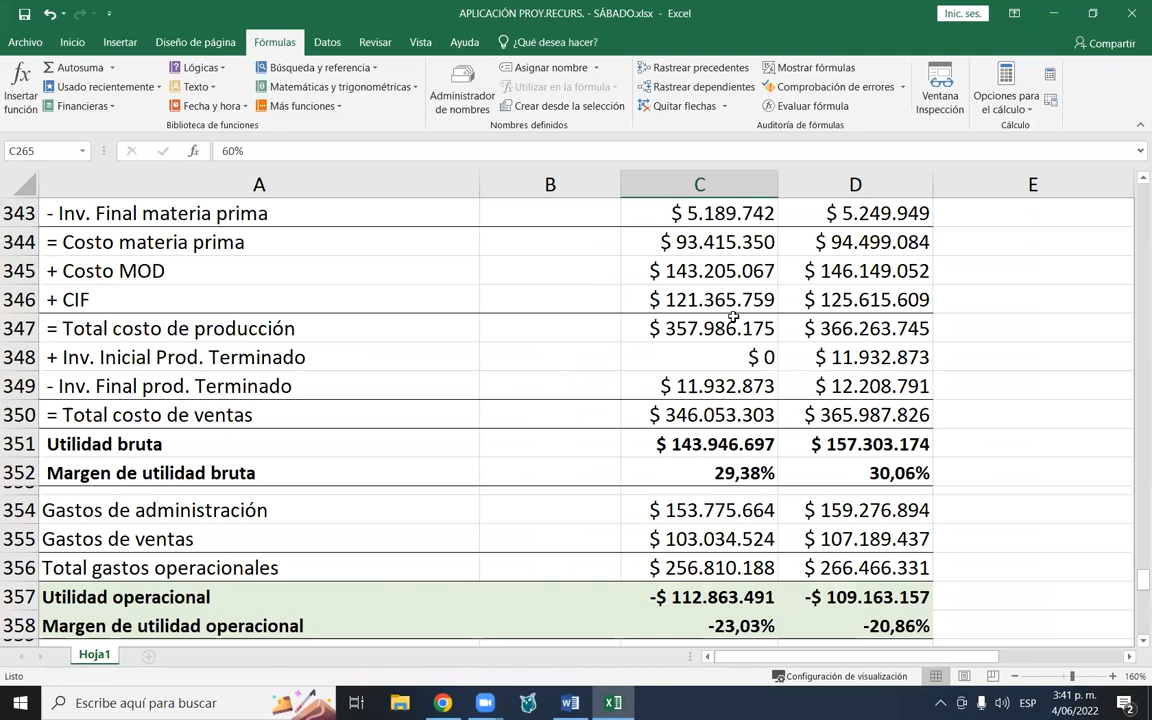 APLICACIÓN PROY.RECURS. - SÁBADO.xlsx - Excel
Inic. ses.
Archivo Inicio Insertar Diseño de página Fórmulas Datos Revisar Vista Ayuda ¿Qué desea hacer? Compartir
fx Insertar función
Autosuma
Usado recientemente
Financieras
Lógicas
Texto
Fecha y hora
Búsqueda y referencia
Matemáticas y trigonométricas
Más funciones
Biblioteca de funciones
Administrador de nombres
Asignar nombre
Utilizar en la fórmula
Crear desde la selección
Nombres definidos
Rastrear precedentes
Rastrear dependientes
Quitar flechas
Mostrar fórmulas
Comprobación de errores
Evaluar fórmula
Auditoría de fórmulas
Ventana Inspección
Opciones para el cálculo
Cálculo
C265 fx 60%
A B C D E
343 - Inv. Final materia prima $ 5.189.742 $ 5.249.949
344 = Costo materia prima $ 93.415.350 $ 94.499.084
345 + Costo MOD $ 143.205.067 $ 146.149.052
346 + CIF $ 121.365.759 $ 125.615.609
347 = Total costo de producción $ 357.986.175 $ 366.263.745
348 + Inv. Inicial Prod. Terminado $ 0 $ 11.932.873
349 - Inv. Final prod. Terminado $ 11.932.873 $ 12.208.791
350 = Total costo de ventas $ 346.053.303 $ 365.987.826
351 Utilidad bruta $ 143.946.697 $ 157.303.174
352 Margen de utilidad bruta 29,38% 30,06%
354 Gastos de administración $ 153.775.664 $ 159.276.894
355 Gastos de ventas $ 103.034.524 $ 107.189.437
356 Total gastos operacionales $ 256.810.188 $ 266.466.331
357 Utilidad operacional -$ 112.863.491 -$ 109.163.157
358 Margen de utilidad operacional -23,03% -20,86%
Hoja1
Listo Configuración de visualización 160%
Escribe aquí para buscar
ESP
3:41 p. m.
4/06/2022
2